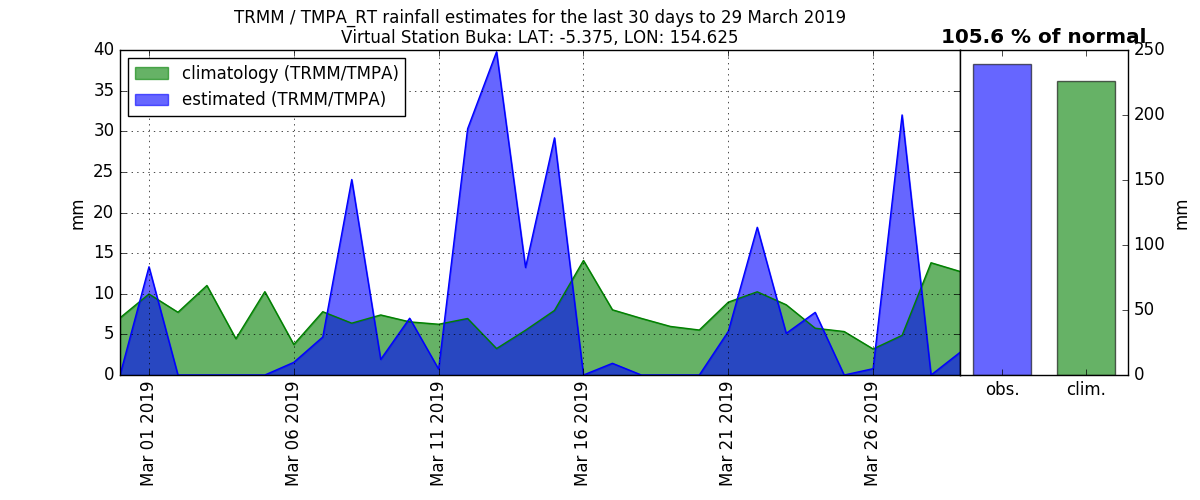 TRMM / TMPA_RT rainfall estimates for the last 30 days to 29 March 2019
Virtual Station Buka: LAT: -5.375, LON: 154.625
105.6 % of normal
climatology (TRMM/TMPA)
estimated (TRMM/TMPA)
mm
40
35
30
25
20
15
10
5
0
Mar 01 2019
Mar 06 2019
Mar 11 2019
Mar 16 2019
Mar 21 2019
Mar 26 2019
obs.
clim.
250
200
150
100
50
0
mm